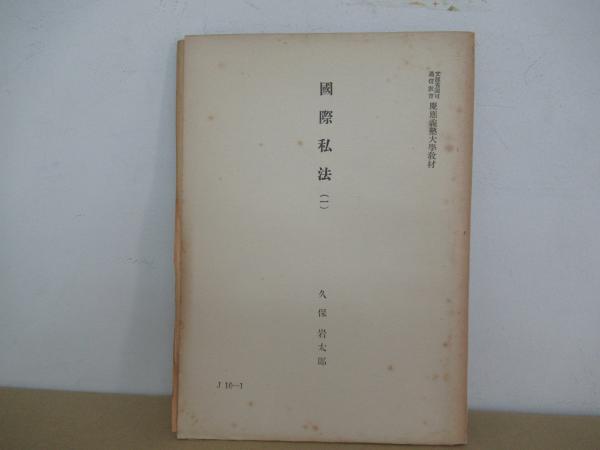 文部省認可
通信教育
慶應義塾大學教材
國際私法(一)
久保岩太郎
J 10—1